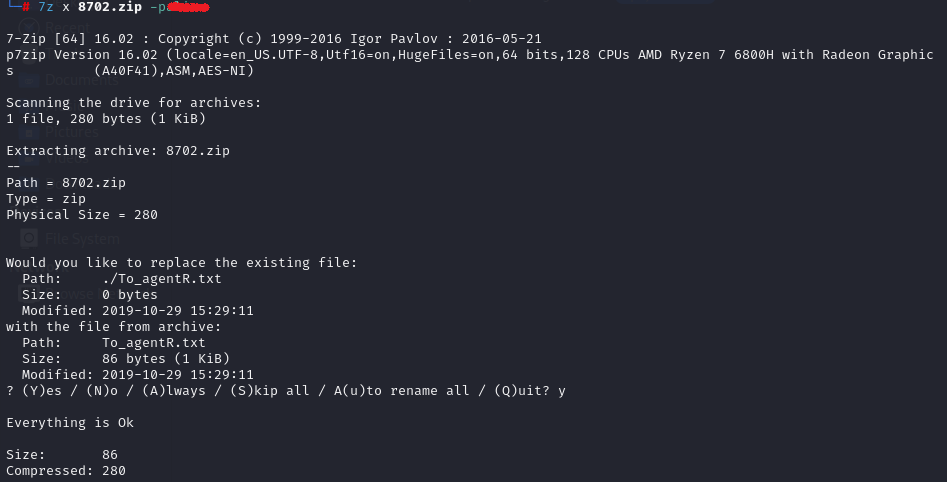 └─# 7z x 8702.zip -p
7-Zip [64] 16.02 : Copyright (c) 1999-2016 Igor Pavlov : 2016-05-21
p7zip Version 16.02 (locale=en_US.UTF-8,Utf16=on,HugeFiles=on,64 bits,128 CPUs AMD Ryzen 7 6800H with Radeon Graphic
s          (A40F41),ASM,AES-NI)
Scanning the drive for archives:
1 file, 280 bytes (1 KiB)
Extracting archive: 8702.zip
--
Path = 8702.zip
Type = zip
Physical Size = 280
File System
Would you like to replace the existing file:
  Path:     ./To_agentR.txt
  Size:     0 bytes
  Modified: 2019-10-29 15:29:11
with the file from archive:
  Path:     To_agentR.txt
  Size:     86 bytes (1 KiB)
  Modified: 2019-10-29 15:29:11
? (Y)es / (N)o / (A)lways / (S)kip all / A(u)to rename all / (Q)uit? y
Everything is Ok
Size:       86
Compressed: 280